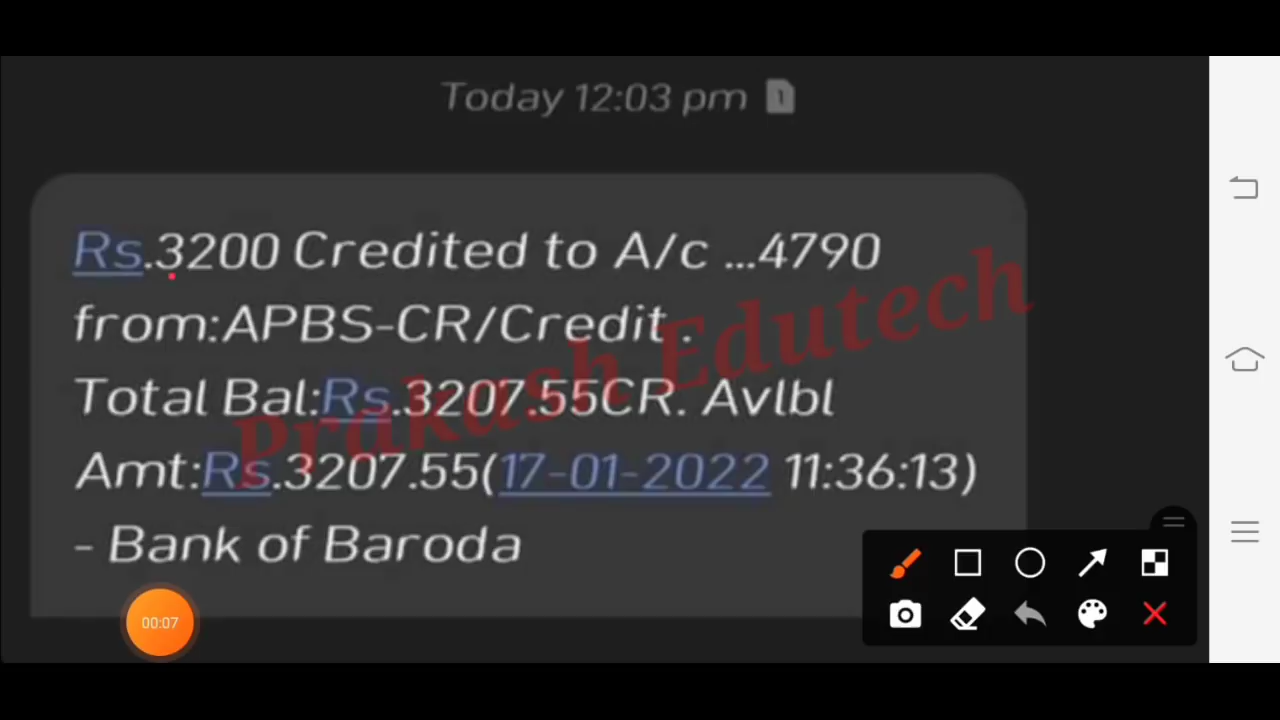 Today 12:03 pm 1
Rs.3200 Credited to A/c ...4790
from:APBS-CR/Credit .
Total Bal:Rs.3207.55CR. Avlbl
Amt:Rs.3207.55(17-01-2022 11:36:13)
- Bank of Baroda
Prakash Edutech
00:07